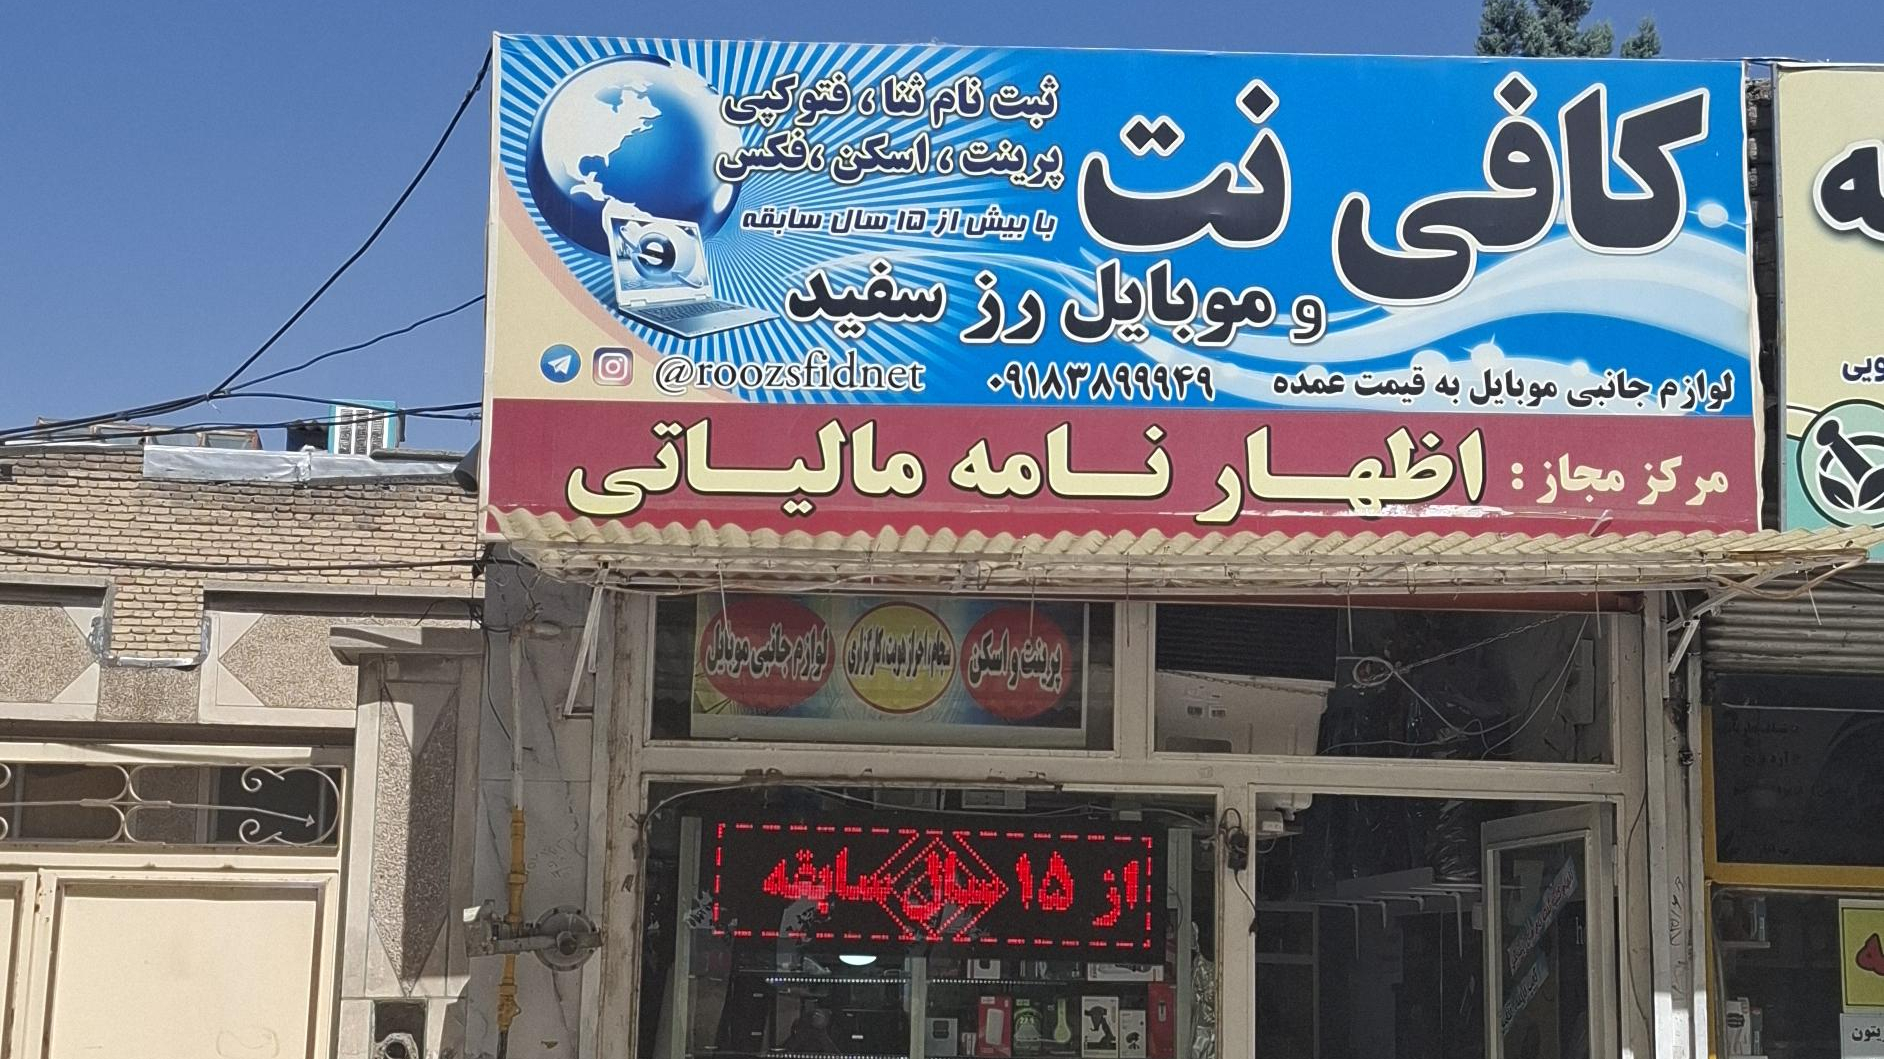 کافی نت
ثبت نام ثنا ، فتوکپی
پرینت ، اسکن ،فکس
با بیش از ۱۵ سال سابقه
و موبایل رز سفید
@roozsfidnet
۰۹۱۸۳۸۹۹۹۴۹
لوازم جانبی موبایل به قیمت عمده
مرکز مجاز : اظهار نامه مالیاتی
پرینت و اسکن
لوازم جانبی موبایل
از ۱۵ سال سابقه